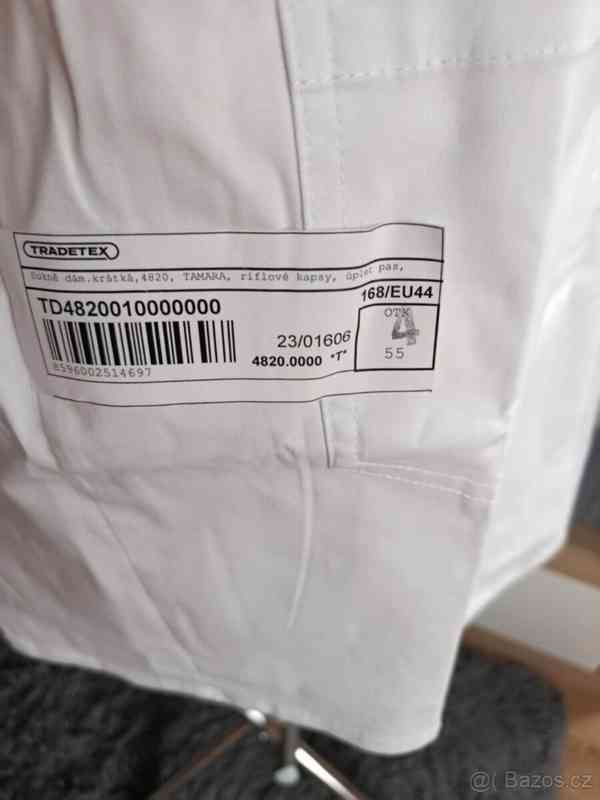 TRADETEX
Sukně dám.krátká,4820, TAMARA, riflové kapsy, úplet pas,
TD4820010000000
168/EU44
8596002514697
23/01606
4820.0000 *T*
OTK
4
55
@( Bazos.cz